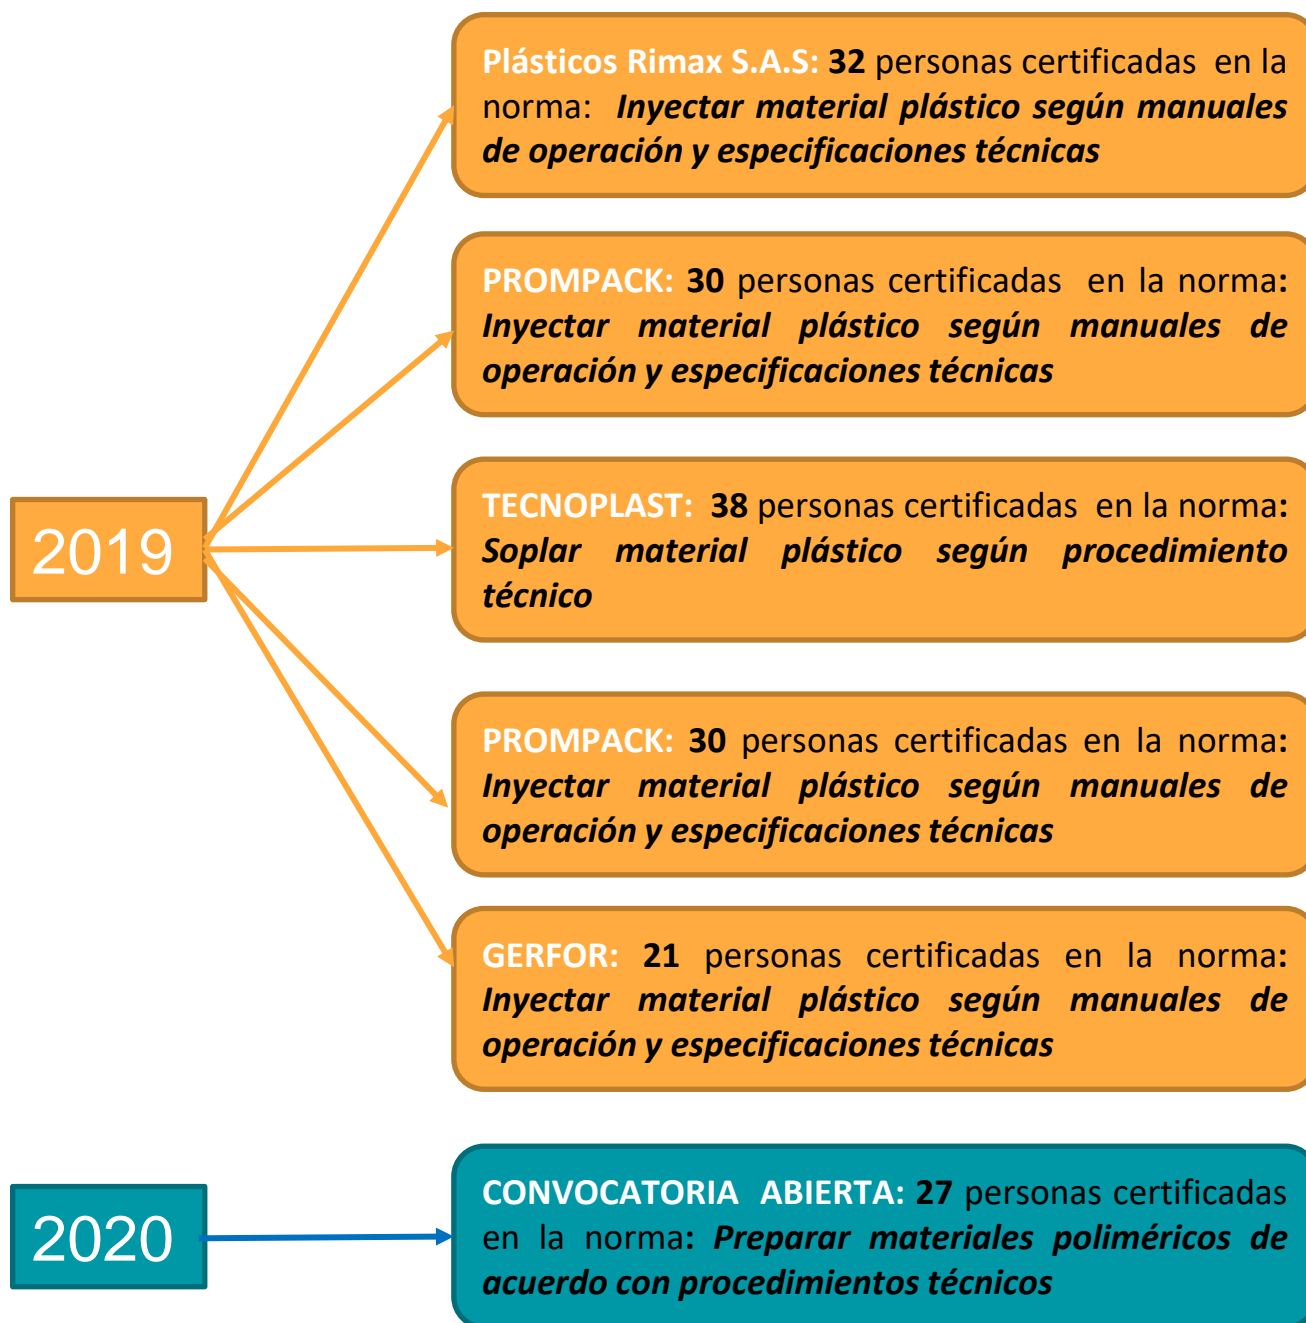 Plásticos Rimax S.A.S: 32 personas certificadas en la
norma: Inyectar material plástico según manuales
de operación y especificaciones técnicas
PROMPACK: 30 personas certificadas en la norma:
Inyectar material plástico según manuales de
operación y especificaciones técnicas
2019
TECNOPLAST: 38 personas certificadas en la norma:
Soplar material plástico según procedimiento
técnico
PROMPACK: 30 personas certificadas en la norma:
Inyectar material plástico según manuales de
operación y especificaciones técnicas
GERFOR: 21 personas certificadas en la norma:
Inyectar material plástico según manuales de
operación y especificaciones técnicas
2020
CONVOCATORIA ABIERTA: 27 personas certificadas
en la norma: Preparar materiales poliméricos de
acuerdo con procedimientos técnicos